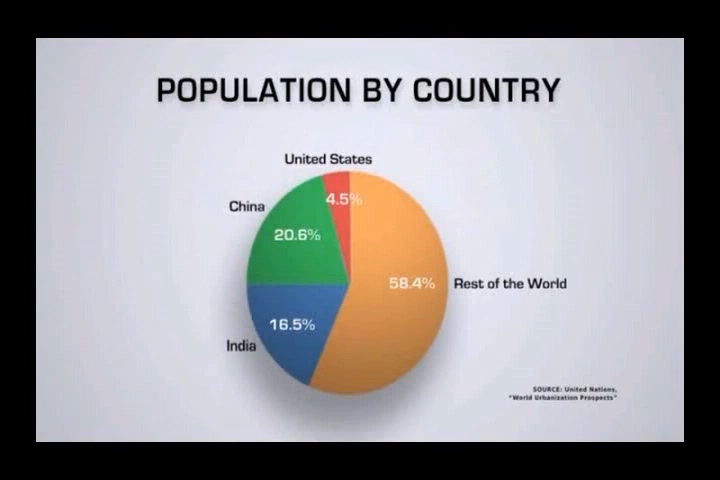 POPULATION BY COUNTRY
United States
4.5%
China
20.6%
58.4%
Rest of the World
16.5%
India
SOURCE: United Nations,
"World Urbanization Prospects"